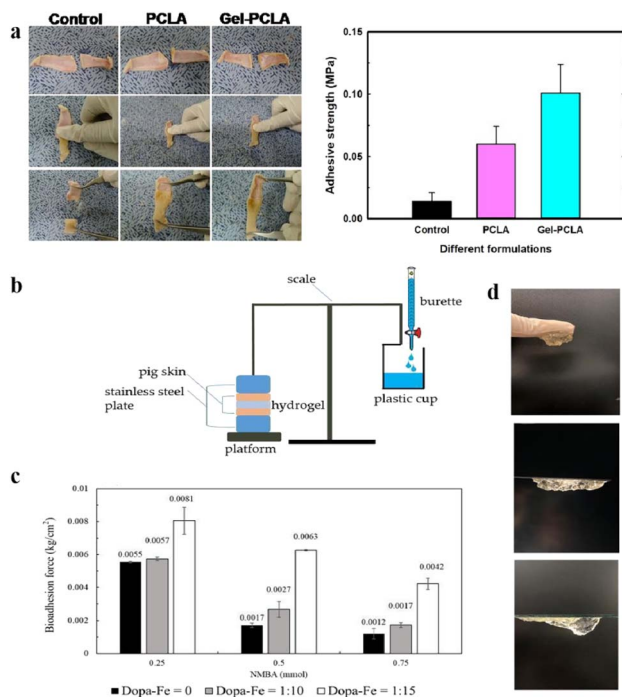 a
Control PCLA Gel-PCLA
0.15
0.10
0.05
0.00
Adhesive strength (MPa)
Control PCLA Gel-PCLA
Different formulations
b
scale
burette
pig skin
stainless steel
plate
hydrogel
plastic cup
platform
c
0.01
0.008
0.006
0.004
0.002
0
Bioadhesion force (kg/cm²)
0.0055
0.0057
0.0081
0.0017
0.0027
0.0063
0.0012
0.0017
0.0042
0.25 0.5 0.75
NMBA (mmol)
Dopa-Fe = 0 Dopa-Fe = 1:10 Dopa-Fe = 1:15
d